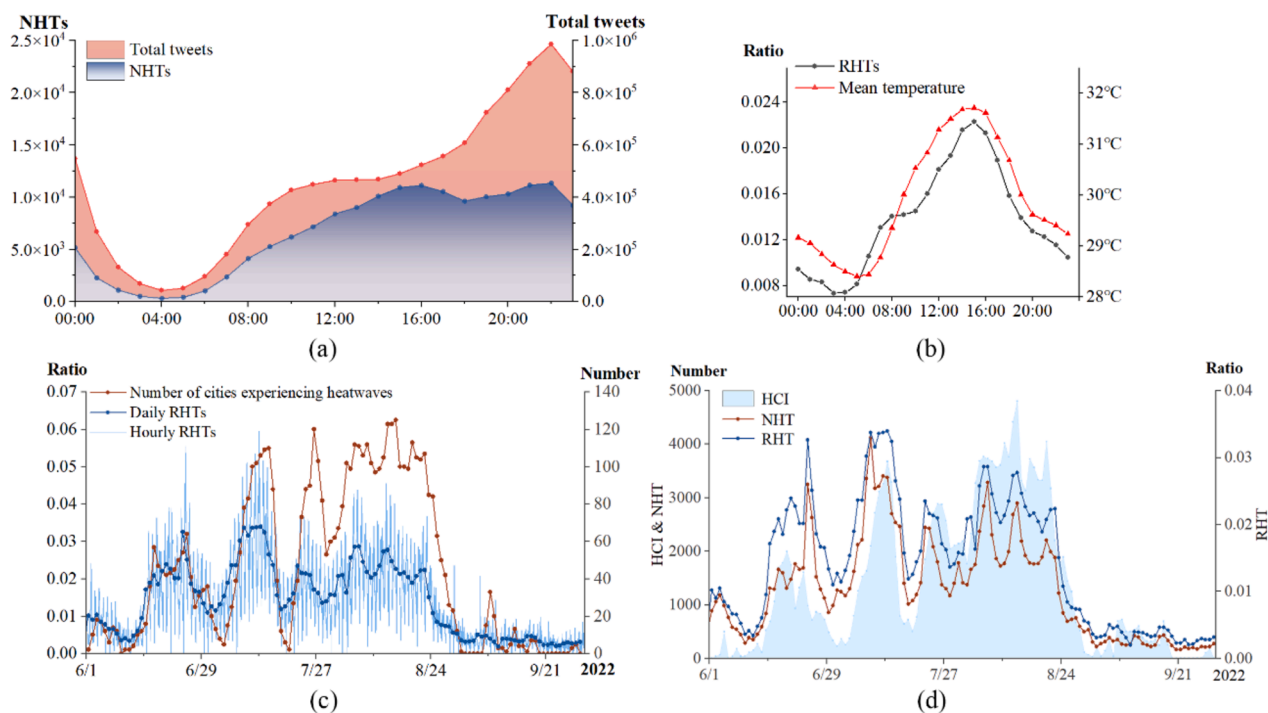 NHTs Total tweets
2.5×10⁴ 1.0×10⁶
Total tweets
NHTs
2.0×10⁴ 8.0×10⁵
1.5×10⁴ 6.0×10⁵
1.0×10⁴ 4.0×10⁵
5.0×10³ 2.0×10⁵
0.0 0.0
00:00 04:00 08:00 12:00 16:00 20:00
(a)
Ratio
RHTs
Mean temperature
32°C
0.024
31°C
0.020
0.016
30°C
0.012
29°C
0.008
28°C
00:00 04:00 08:00 12:00 16:00 20:00
(b)
Ratio Number
0.07 140
Number of cities experiencing heatwaves
Daily RHTs
Hourly RHTs
0.06 120
0.05 100
0.04 80
0.03 60
0.02 40
0.01 20
0.00 0
6/1 6/29 7/27 8/24 9/21 2022
(c)
Number Ratio
5000 0.04
HCI
NHT
RHT
4000
0.03
3000
HCI & NHT
0.02
RHT
2000
0.01
1000
0 0.00
6/1 6/29 7/27 8/24 9/21 2022
(d)